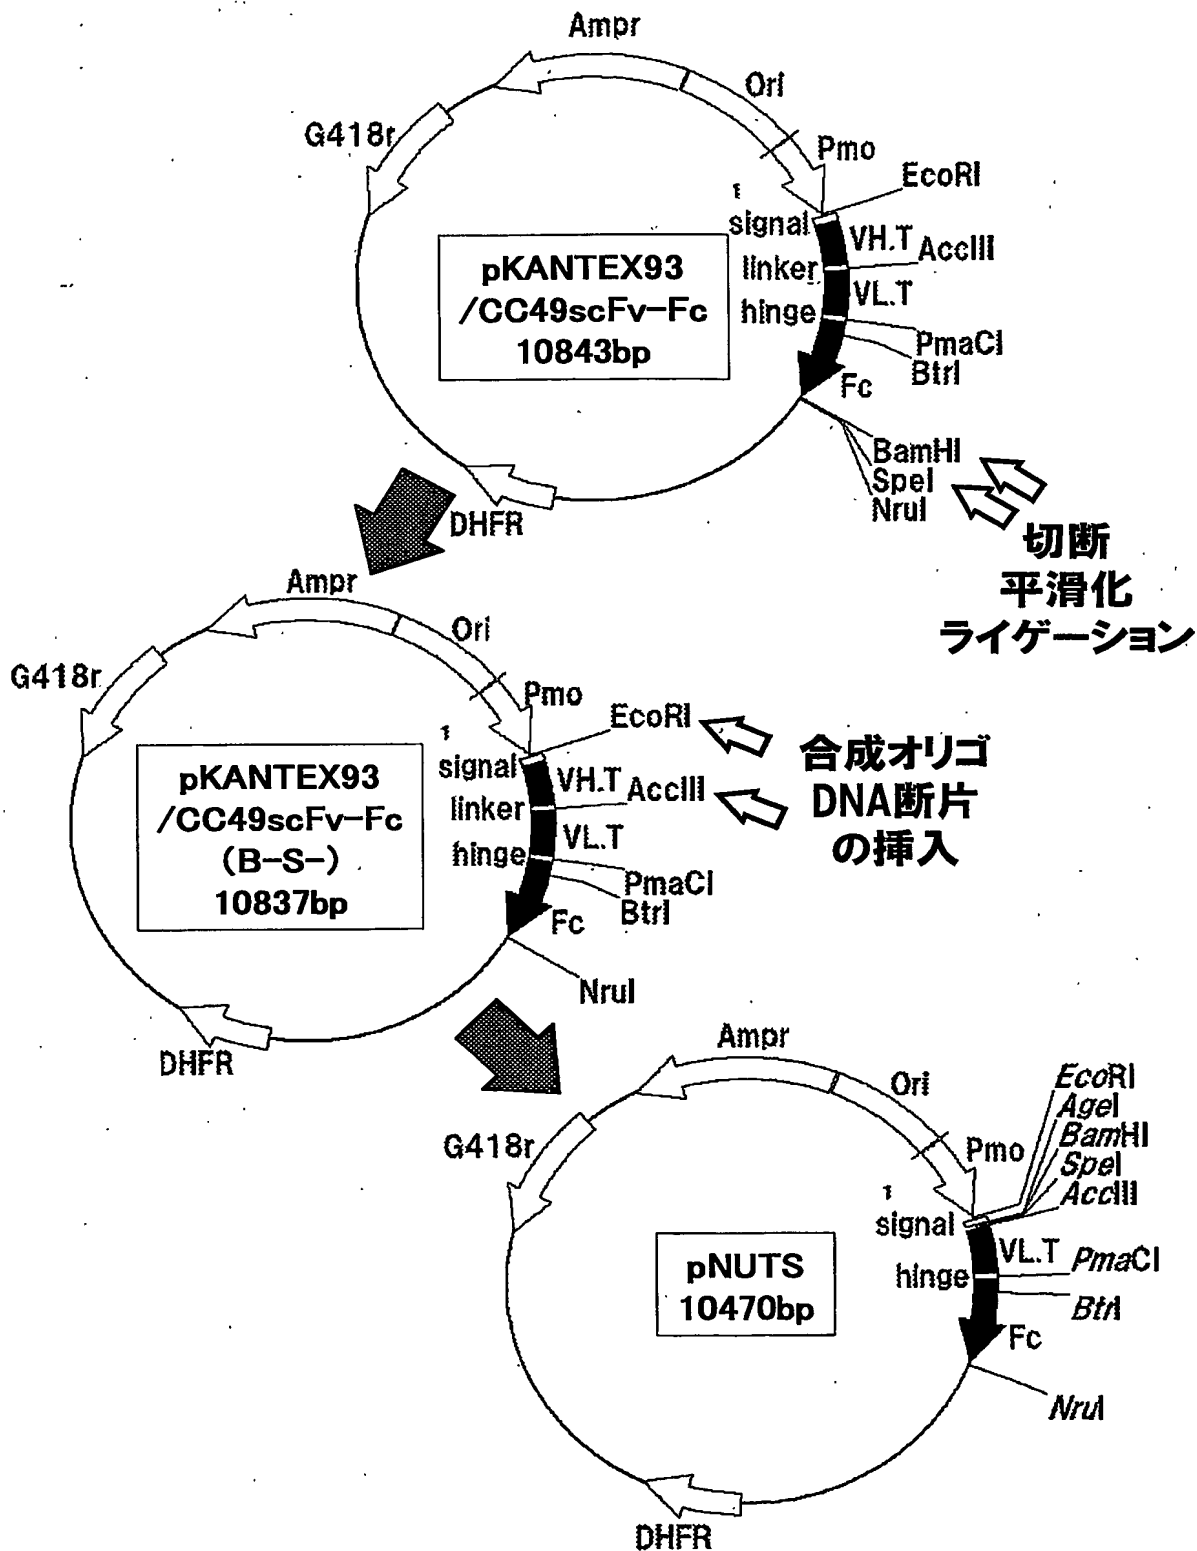 Ampr
Ori
G418r
Pmo
EcoRI
1
signal
VH.T
AccIII
linker
VL.T
hinge
PmaCI
BtrI
Fc
pKANTEX93
/CC49scFv-Fc
10843bp
BamHI
SpeI
NruI
DHFR
切断
平滑化
ライゲーション
Ampr
Ori
G418r
Pmo
EcoRI
1
signal
VH.T
AccIII
linker
VL.T
hinge
PmaCI
BtrI
Fc
pKANTEX93
/CC49scFv-Fc
(B-S-)
10837bp
NruI
DHFR
合成オリゴ
DNA断片
の挿入
Ampr
Ori
G418r
Pmo
EcoRI
AgeI
BamHI
SpeI
AccIII
1
signal
VL.T
hinge
PmaCI
BtrI
Fc
pNUTS
10470bp
NruI
DHFR